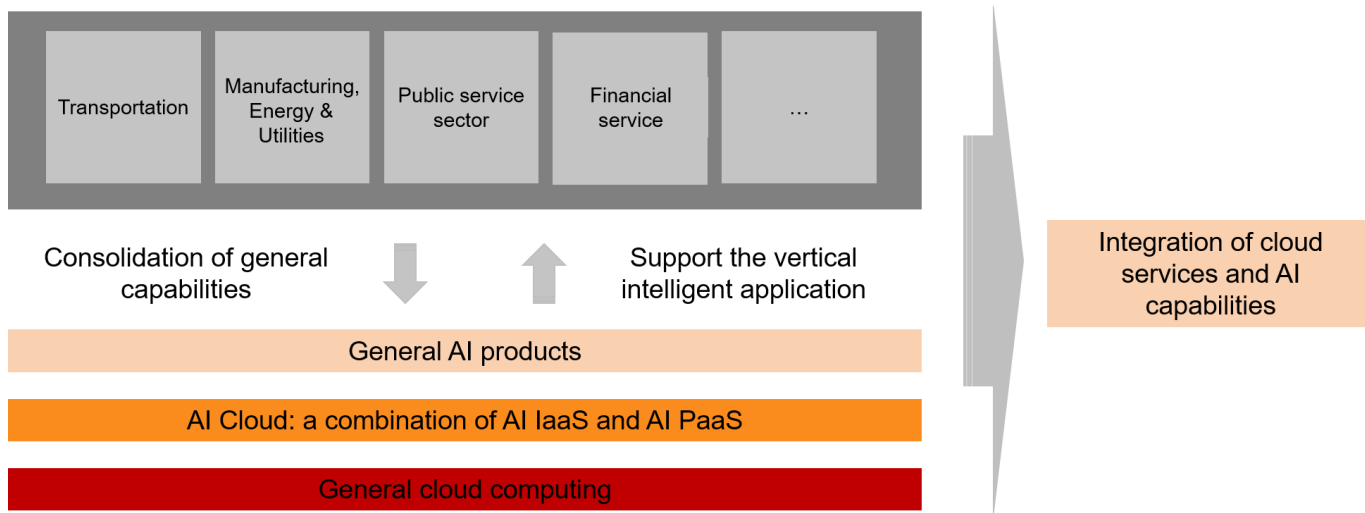 Transportation
Manufacturing,
Energy &
Utilities
Public service
sector
Financial
service
…
Consolidation of general
capabilities
Support the vertical
intelligent application
General AI products
AI Cloud: a combination of AI IaaS and AI PaaS
General cloud computing
Integration of cloud
services and AI
capabilities